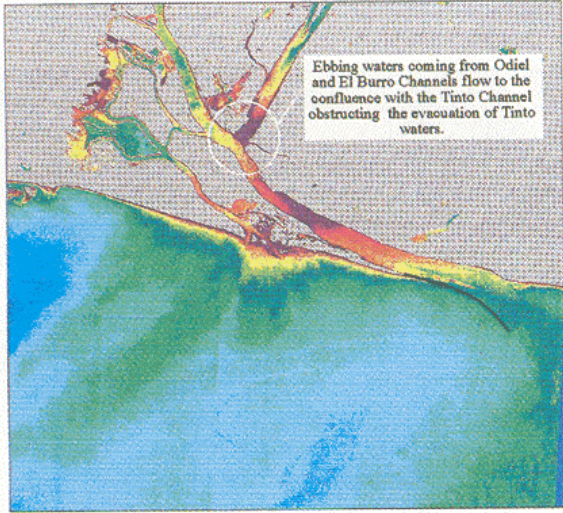 Ebbing waters coming from Odiel
and El Burro Channels flow to the
confluence with the Tinto Channel
obstructing the evacuation of Tinto
waters.